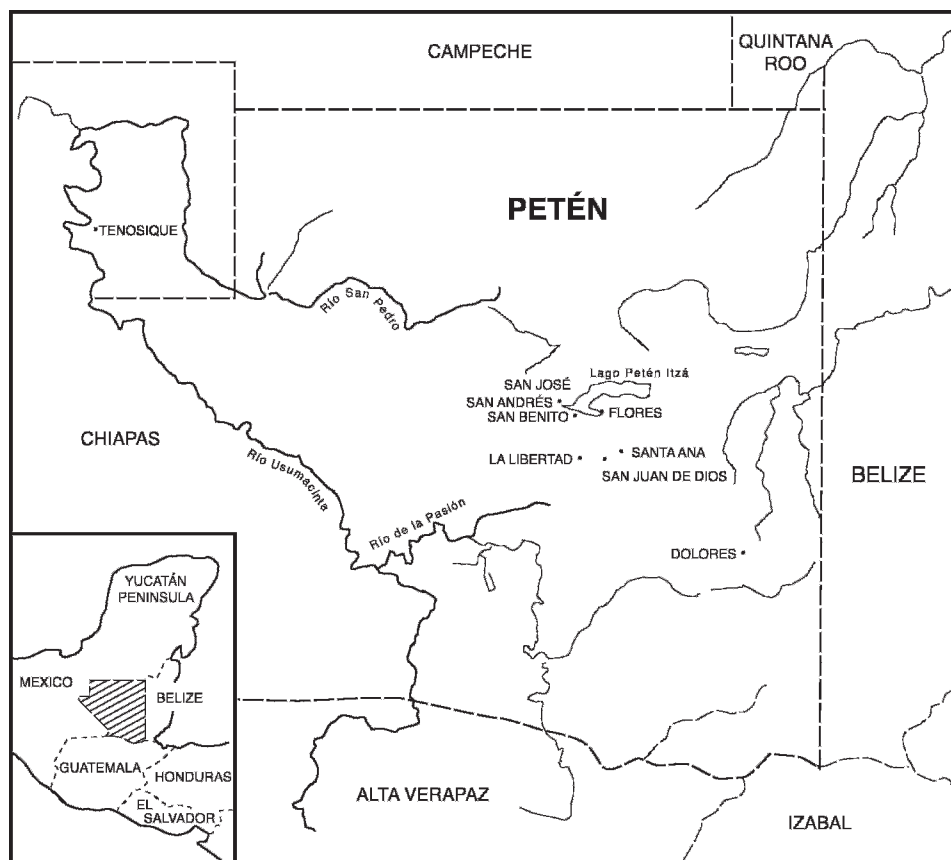 CAMPECHE
QUINTANA
ROO
PETÉN
TENOSIQUE
Río San Pedro
Lago Petén Itzá
SAN JOSÉ
SAN ANDRÉS
SAN BENITO
FLORES
CHIAPAS
Río Usumacinta
LA LIBERTAD
SANTA ANA
SAN JUAN DE DIOS
BELIZE
Río de la Pasión
DOLORES
YUCATÁN
PENINSULA
MEXICO
BELIZE
GUATEMALA
HONDURAS
EL
SALVADOR
ALTA VERAPAZ
IZABAL